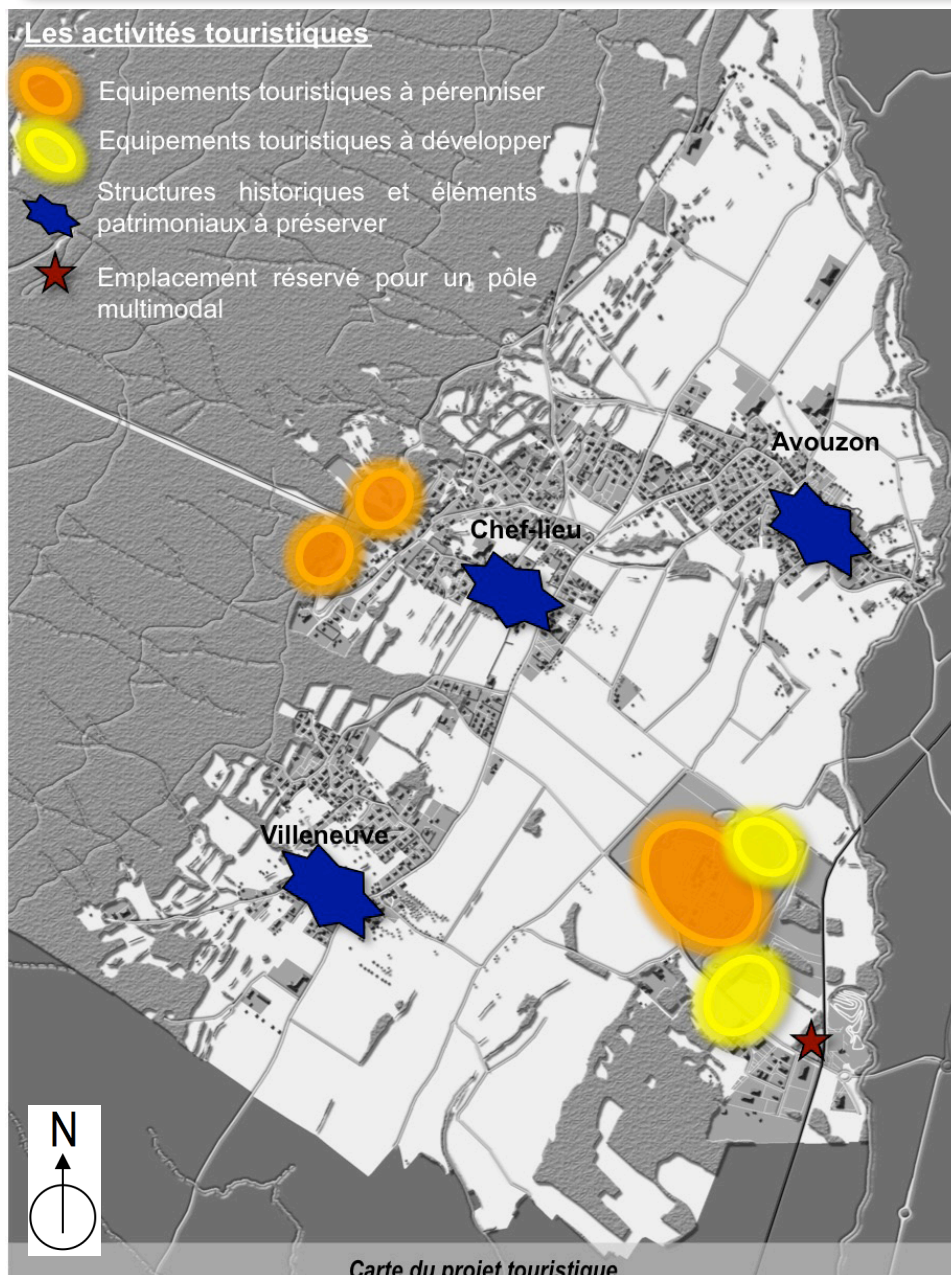 Les activités touristiques
Equipements touristiques à pérenniser
Equipements touristiques à développer
Structures historiques et éléments
patrimoniaux à préserver
Emplacement réservé pour un pôle
multimodal
Avouzon
Chef-lieu
Villeneuve
N
Carte du projet touristique